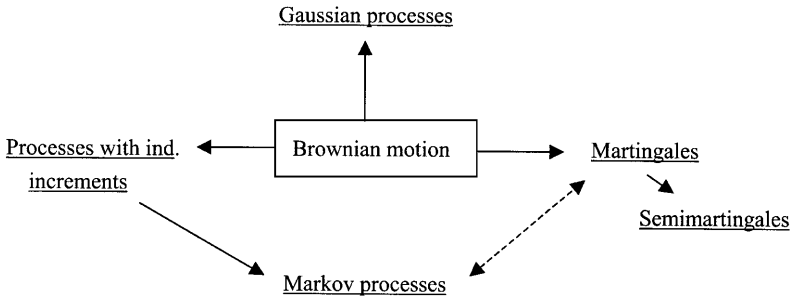 Gaussian processes
Processes with ind.
increments
Brownian motion
Martingales
Semimartingales
Markov processes